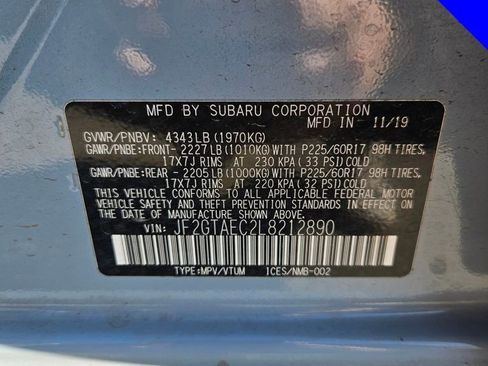 MFD BY SUBARU CORPORATION
GVWR/PNBV: 4343LB(1970KG) IN 11/19
GAWR/PNBE:FRONT- 2227LB(1010KG)WITH P225/60R17 98H TIRES,
17X7J RIMS AT 230 KPA(33 PSI)COLD
GAWR/PNBE:REAR - 2205LB(1000KG)WITH P225/60R17 98H TIRES,
17X7J RIMS AT 220 KPA(32 PSI)COLD
THIS VEHICLE CONFORMS TO ALL APPLICABLE FEDERAL MOTOR
VEHICLE SAFETY AND BUMPER STANDARDS IN EFFECT ON THE
DATE OF MANUFACTURE SHOWN ABOVE.
VIN/AEC: JF2GTAEC2L8212890
TYPE:MPV/VTUM ICES/NMB-002